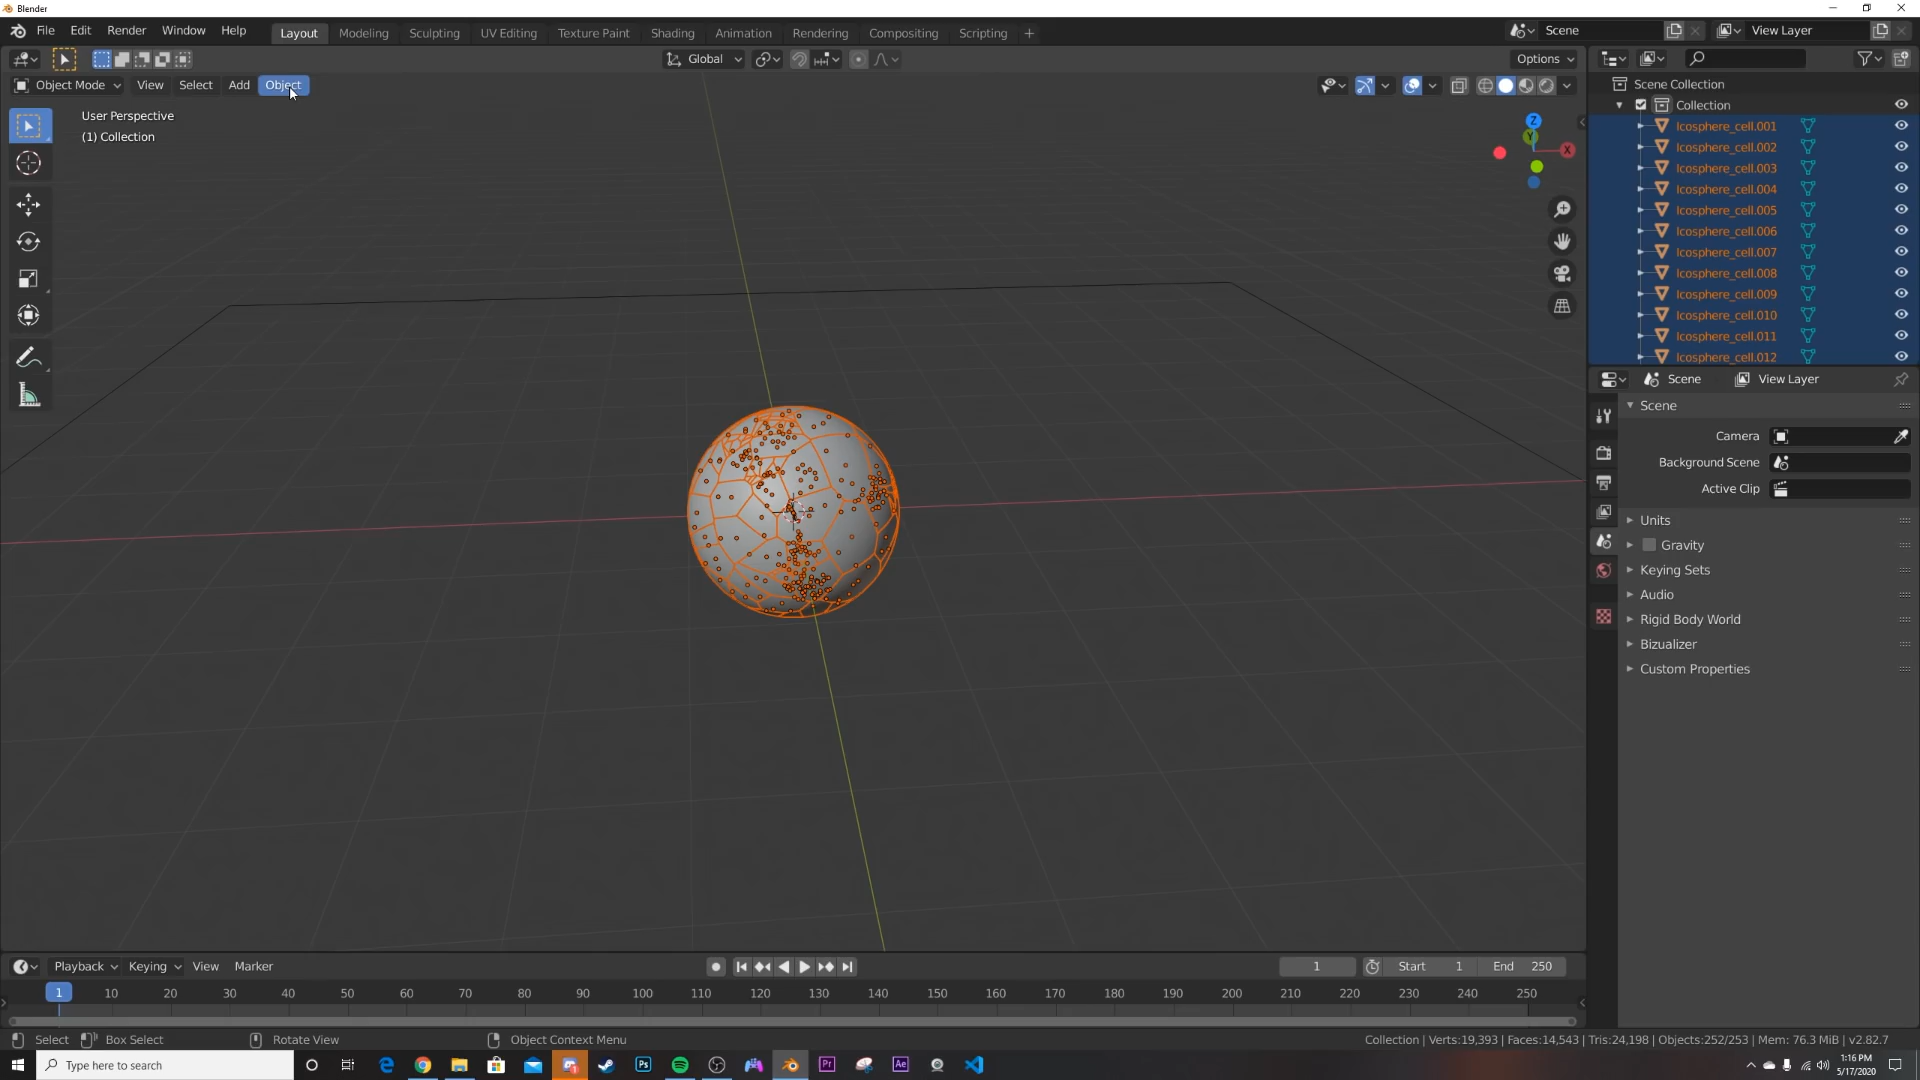 Blender
File Edit Render Window Help Layout Modeling Sculpting UV Editing Texture Paint Shading Animation Rendering Compositing Scripting + Scene View Layer
Global Options
Object Mode View Select Add Object
User Perspective
(1) Collection
Z
Y
X
Scene Collection
Collection
Icosphere_cell.001
Icosphere_cell.002
Icosphere_cell.003
Icosphere_cell.004
Icosphere_cell.005
Icosphere_cell.006
Icosphere_cell.007
Icosphere_cell.008
Icosphere_cell.009
Icosphere_cell.010
Icosphere_cell.011
Icosphere_cell.012
Scene View Layer
Scene
Camera
Background Scene
Active Clip
Units
Gravity
Keying Sets
Audio
Rigid Body World
Bizualizer
Custom Properties
Playback Keying View Marker 1 Start 1 End 250
1 10 20 30 40 50 60 70 80 90 100 110 120 130 140 150 160 170 180 190 200 210 220 230 240 250
Select Box Select Rotate View Object Context Menu Collection | Verts:19,393 | Faces:14,543 | Tris:24,198 | Objects:252/253 | Mem: 76.3 MiB | v2.82.7
Type here to search Ps Pr Ae 1:16 PM
5/17/2020